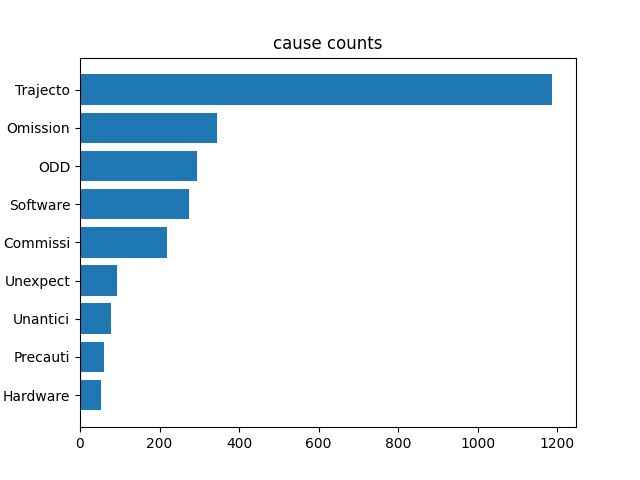 cause counts
Trajecto
Omission
ODD
Software
Commissi
Unexpect
Unantici
Precauti
Hardware
0 200 400 600 800 1000 1200